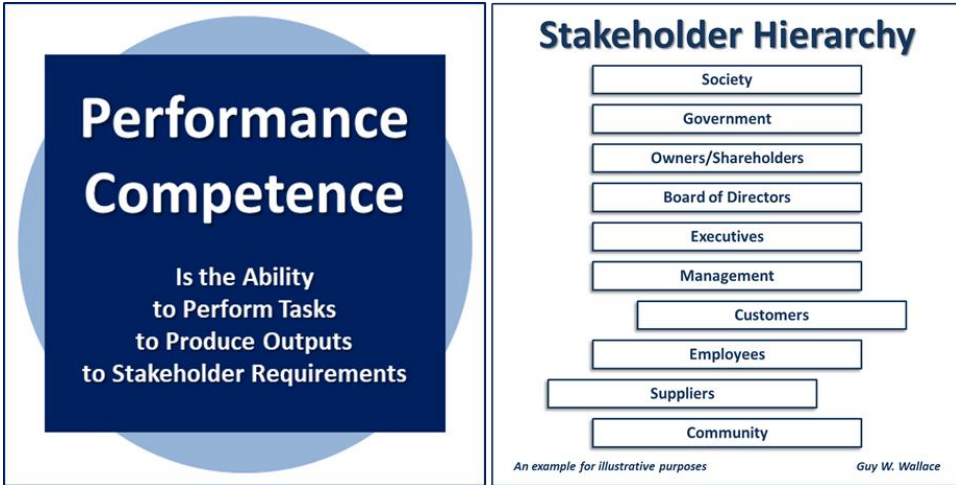 Performance
Competence
Is the Ability
to Perform Tasks
to Produce Outputs
to Stakeholder Requirements
Stakeholder Hierarchy
Society
Government
Owners/Shareholders
Board of Directors
Executives
Management
Customers
Employees
Suppliers
Community
An example for illustrative purposes
Guy W. Wallace